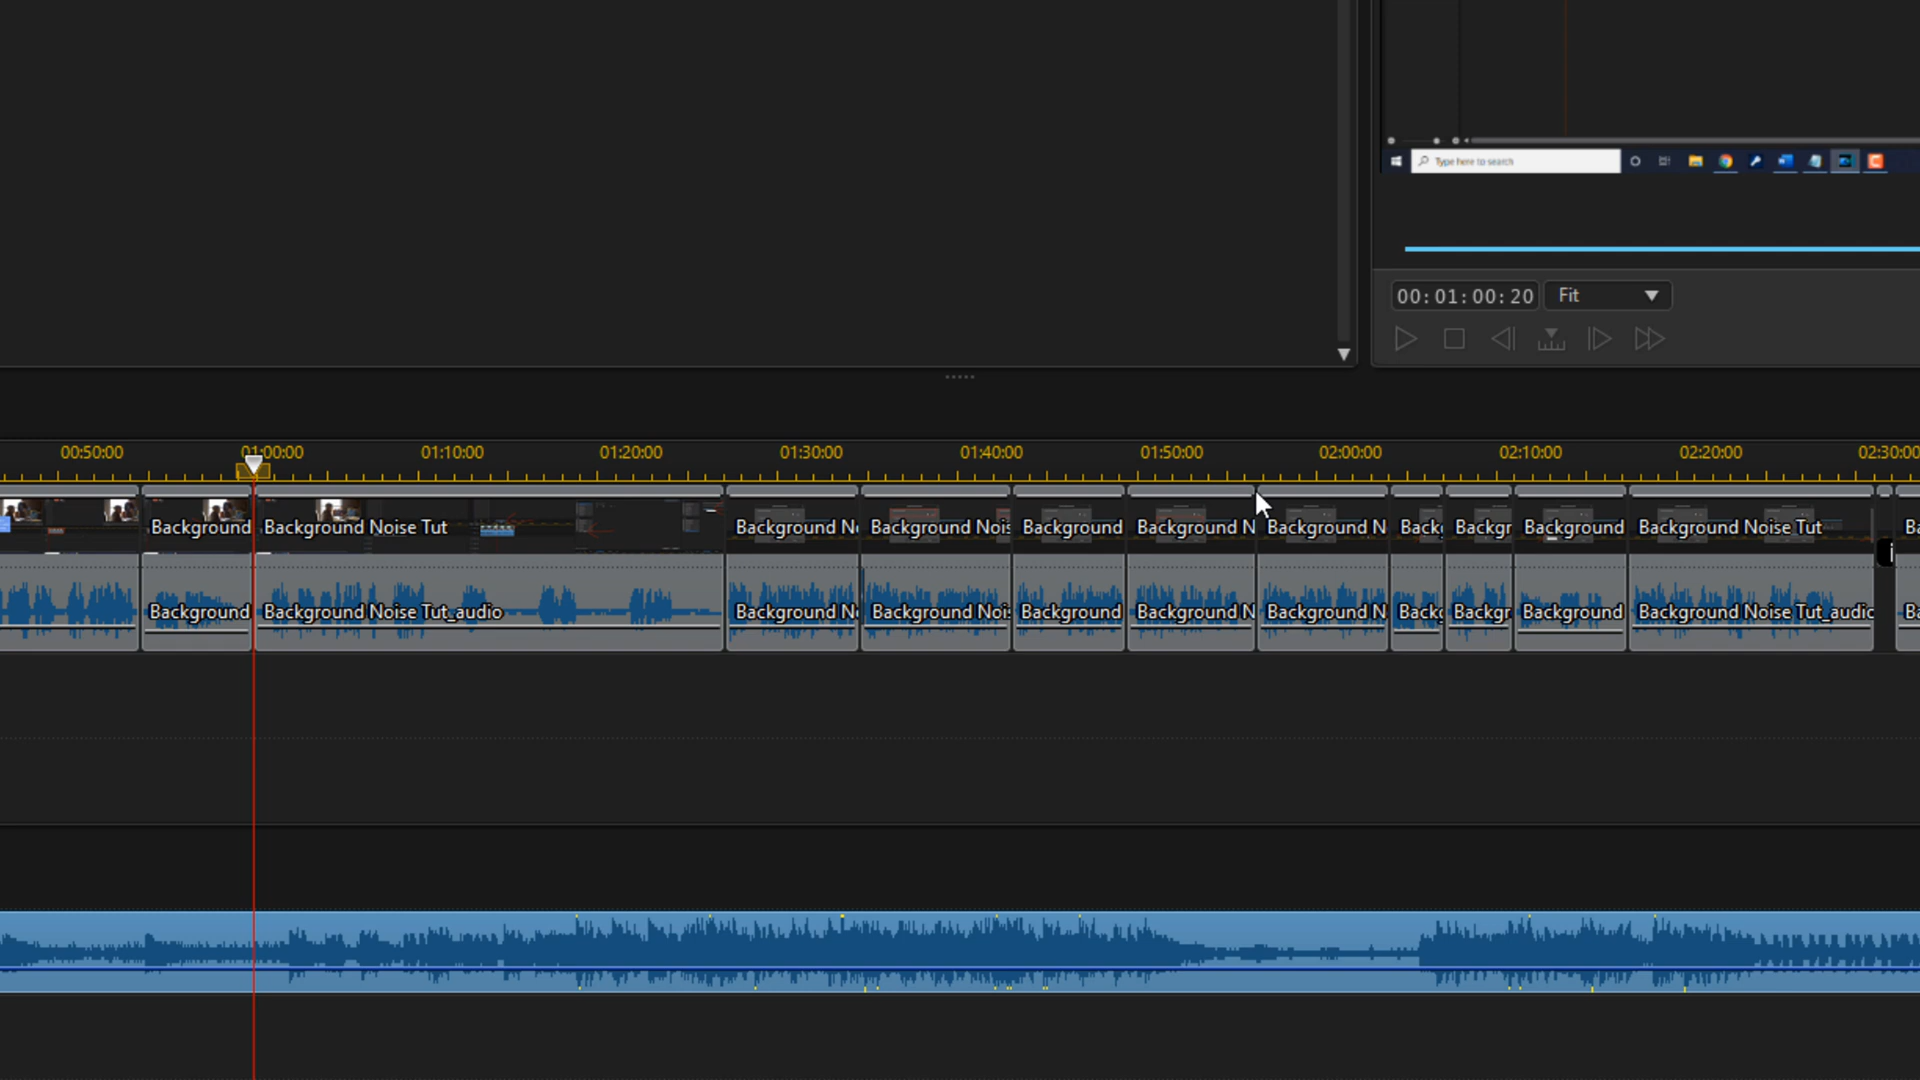 Type here to search
00:01:00:20 Fit
00:50:00 01:00:00 01:10:00 01:20:00 01:30:00 01:40:00 01:50:00 02:00:00 02:10:00 02:20:00 02:30:00
Background Background Noise Tut Background No Background Nois Background Background N Background N Backg Backgr Background Background Noise Tut i Ba
Background Background Noise Tut_audio Background No Background Nois Background Background N Background N Backg Backgr Background Background Noise Tut_audio Ba